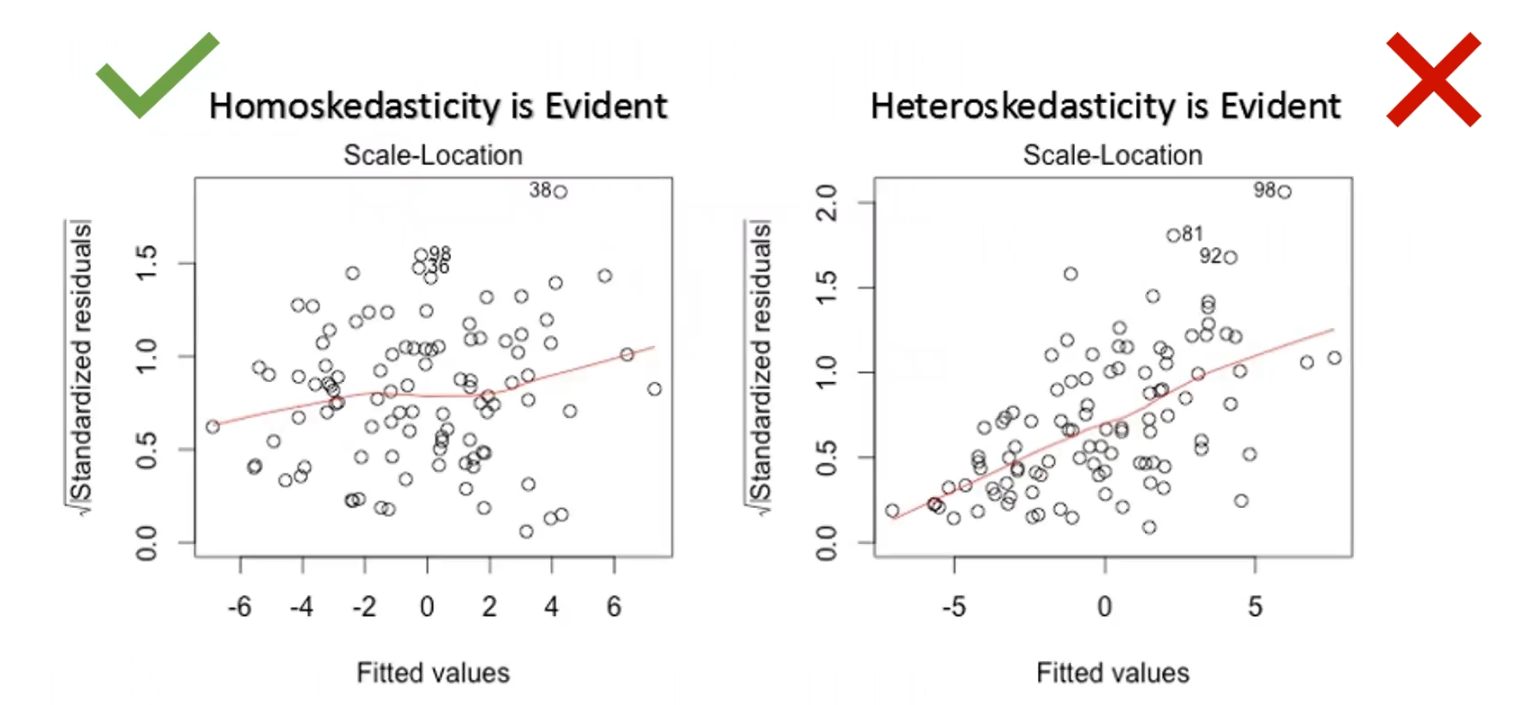 Homoskedasticity is Evident
Scale-Location
38
98
36
1.5
1.0
0.5
0.0
√|Standardized residuals|
-6 -4 -2 0 2 4 6
Fitted values
Heteroskedasticity is Evident
Scale-Location
98
81
92
2.0
1.5
1.0
0.5
0.0
√|Standardized residuals|
-5 0 5
Fitted values